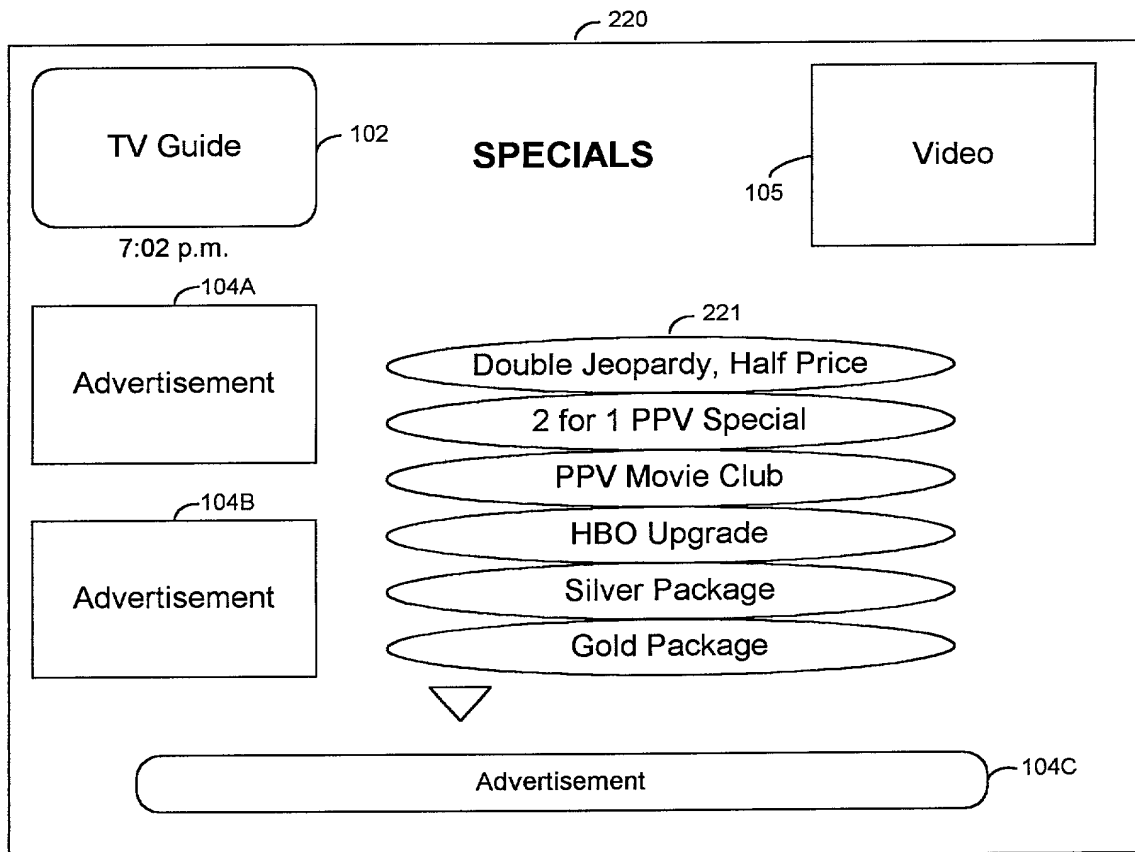 220
TV Guide
102
SPECIALS
Video
105
7:02 p.m.
104A
Advertisement
221
Double Jeopardy, Half Price
2 for 1 PPV Special
PPV Movie Club
HBO Upgrade
Silver Package
Gold Package
104B
Advertisement
Advertisement
104C